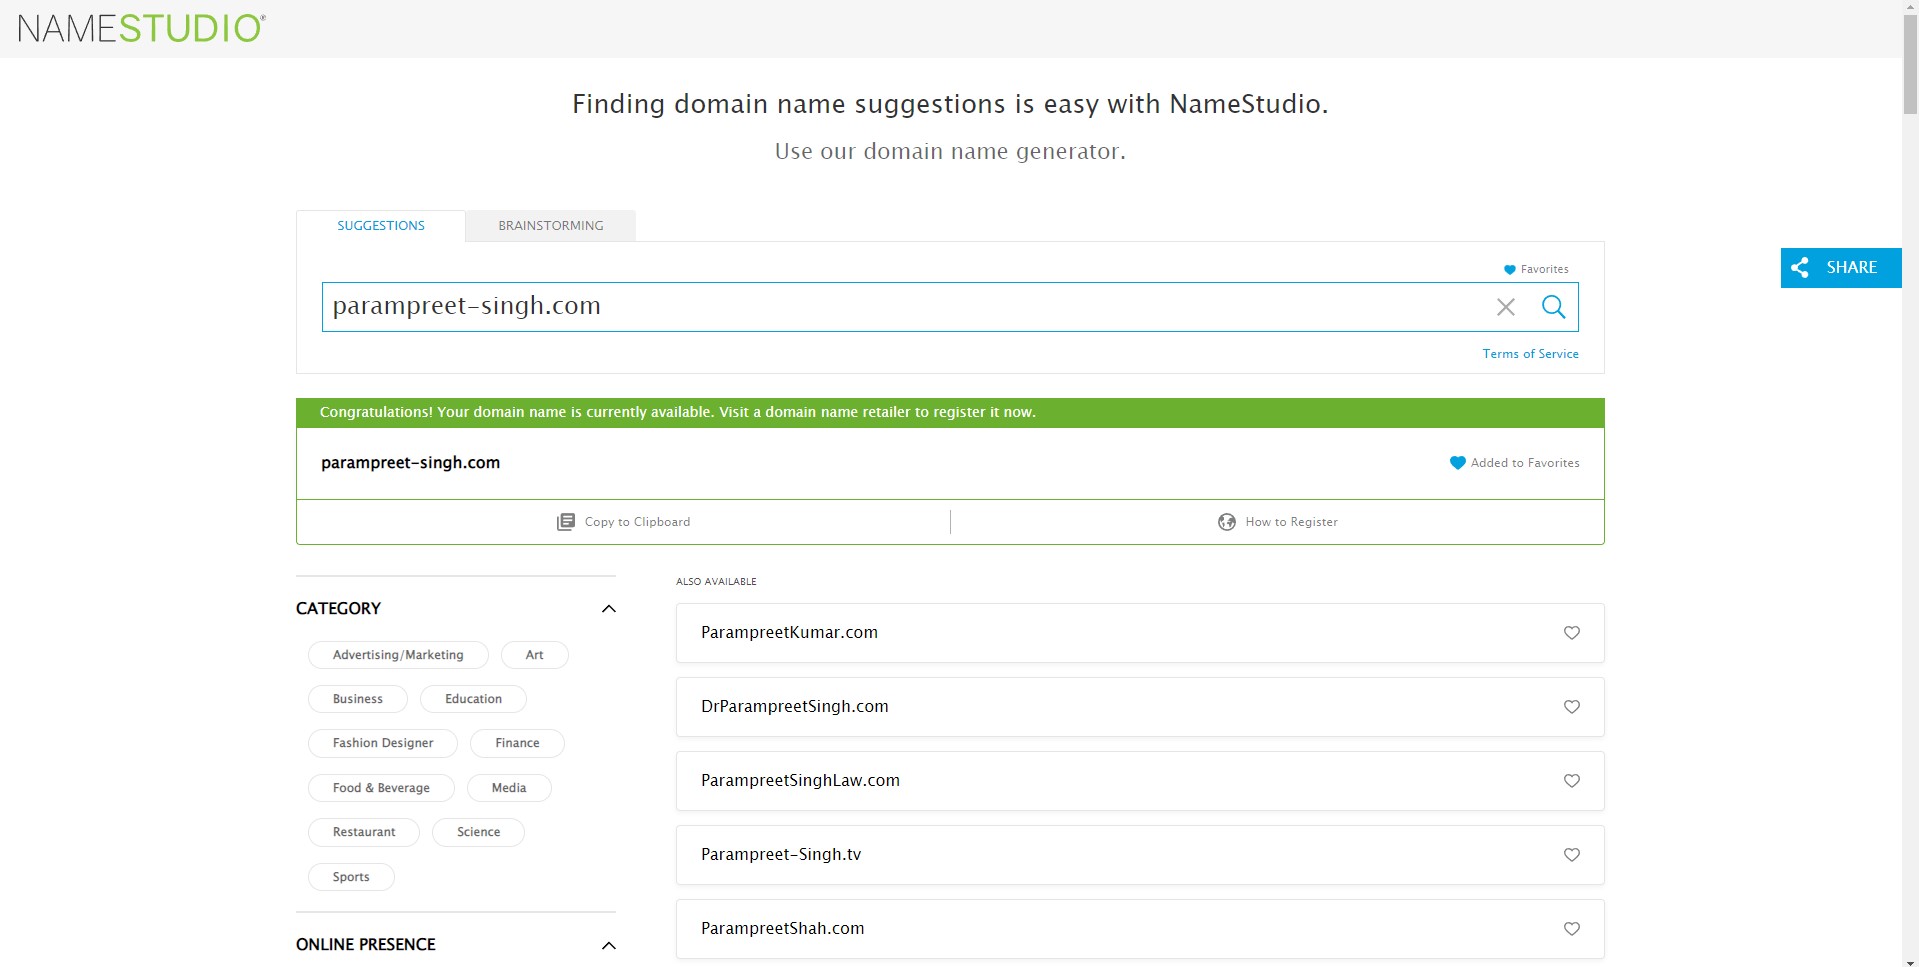 NAMESTUDIO®
Finding domain name suggestions is easy with NameStudio.
Use our domain name generator.
SUGGESTIONS
BRAINSTORMING
Favorites
parampreet-singh.com
Terms of Service
SHARE
Congratulations! Your domain name is currently available. Visit a domain name retailer to register it now.
parampreet-singh.com
Added to Favorites
Copy to Clipboard
How to Register
CATEGORY
Advertising/Marketing
Art
Business
Education
Fashion Designer
Finance
Food & Beverage
Media
Restaurant
Science
Sports
ONLINE PRESENCE
ALSO AVAILABLE
ParampreetKumar.com
DrParampreetSingh.com
ParampreetSinghLaw.com
Parampreet-Singh.tv
ParampreetShah.com